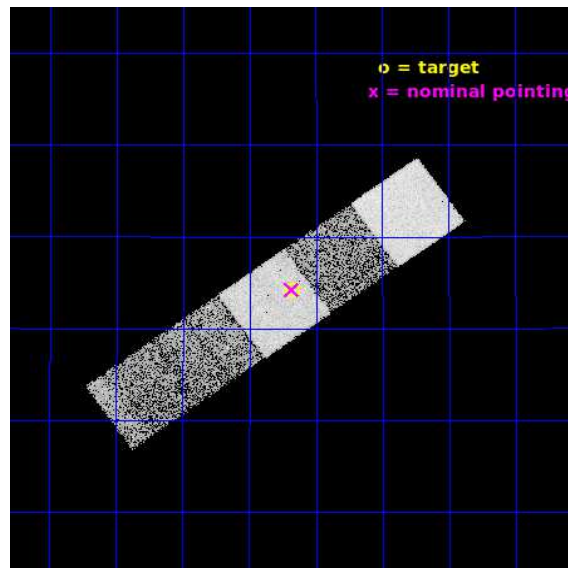 o = target
x = nominal pointing